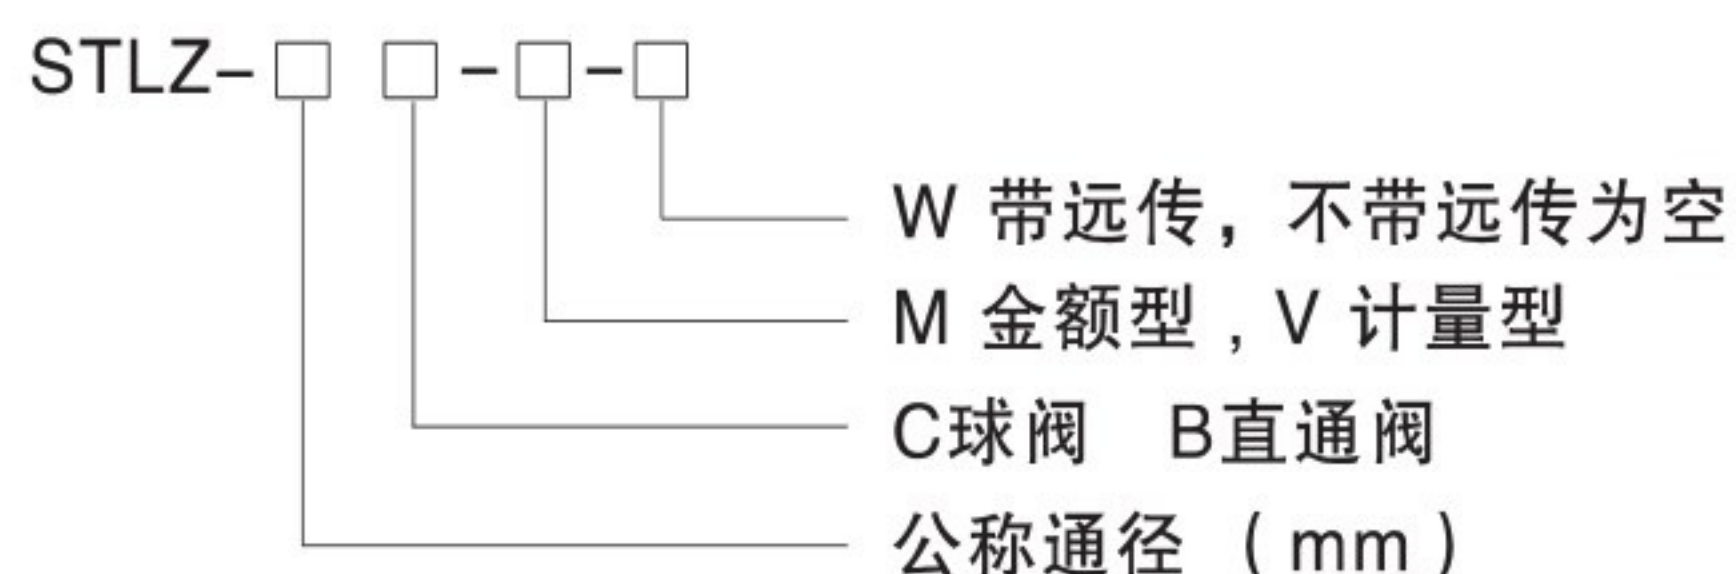 STLZ-□ □-□-□
W 带远传，不带远传为空
M 金额型 , V 计量型
C球阀 B直通阀
公称通径 （mm）